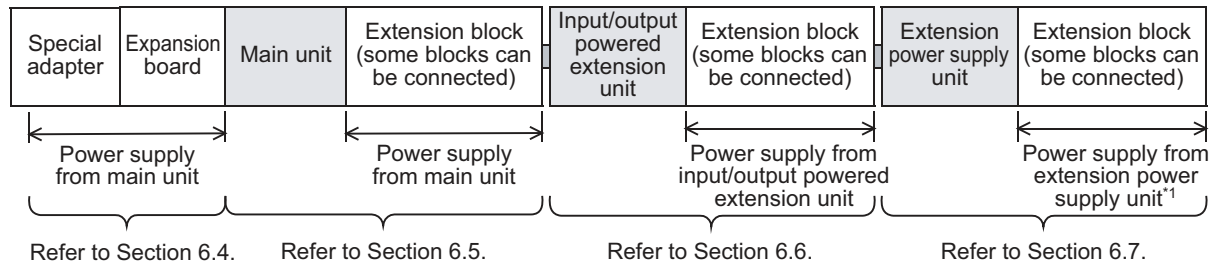 Special
adapter
Expansion
board
Main unit
Extension block
(some blocks can
be connected)
Input/output
powered
extension
unit
Extension block
(some blocks can
be connected)
Extension
power supply
unit
Extension block
(some blocks can
be connected)
Power supply
from main unit
Power supply
from main unit
Power supply from
input/output powered
extension unit
Power supply from
extension power
supply unit*1
Refer to Section 6.4.
Refer to Section 6.5.
Refer to Section 6.6.
Refer to Section 6.7.